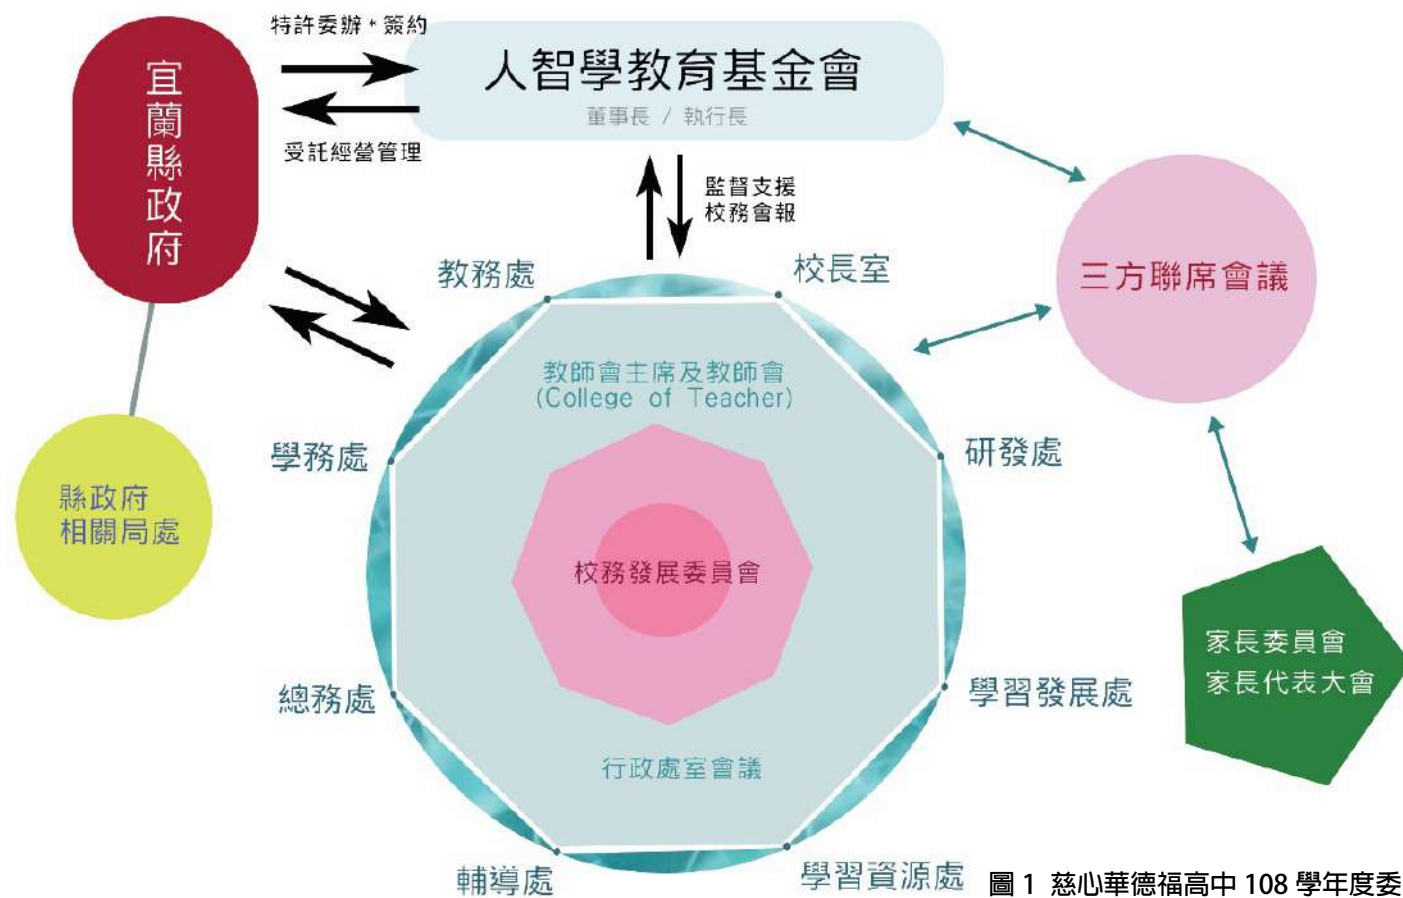 特許委辦*簽約
宜蘭縣政府
人智學教育基金會
董事長 / 執行長
受託經營管理
監督支援
校務會報
教務處
校長室
三方聯席會議
教師會主席及教師會
(College of Teacher)
學務處
研發處
縣政府
相關局處
校務發展委員會
家長委員會
家長代表大會
總務處
學習發展處
行政處室會議
輔導處
學習資源處
圖 1 慈心華德福高中 108 學年度委